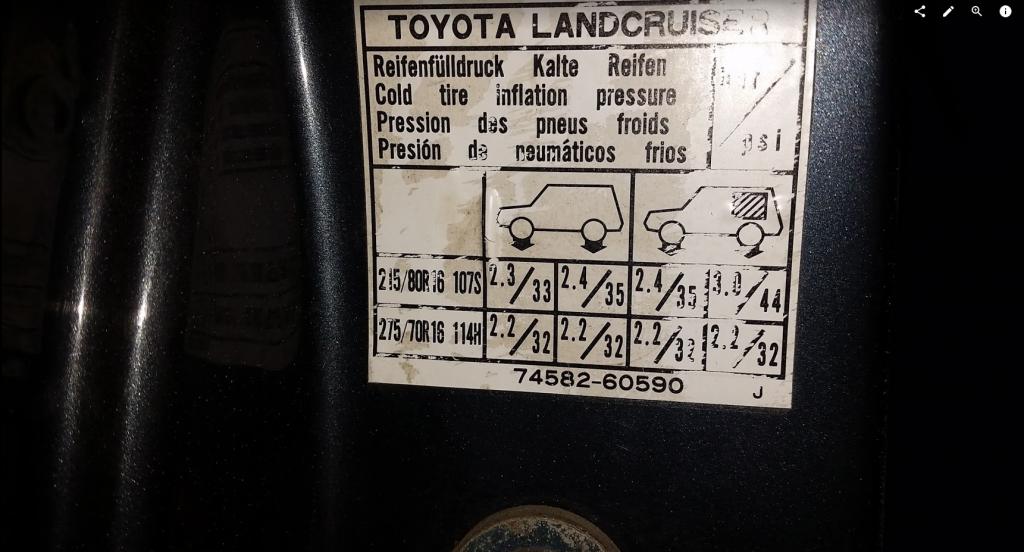 TOYOTA LANDCRUISER
Reifenfülldruck Kalte Reifen
Cold tire inflation pressure
Pression des pneus froids
Presión de neumáticos frios
psi
215/80R16 107S 2.3/33 2.4/35 2.4/35 3.0/44
275/70R16 114H 2.2/32 2.2/32 2.2/32 2.2/32
74582-60590 J